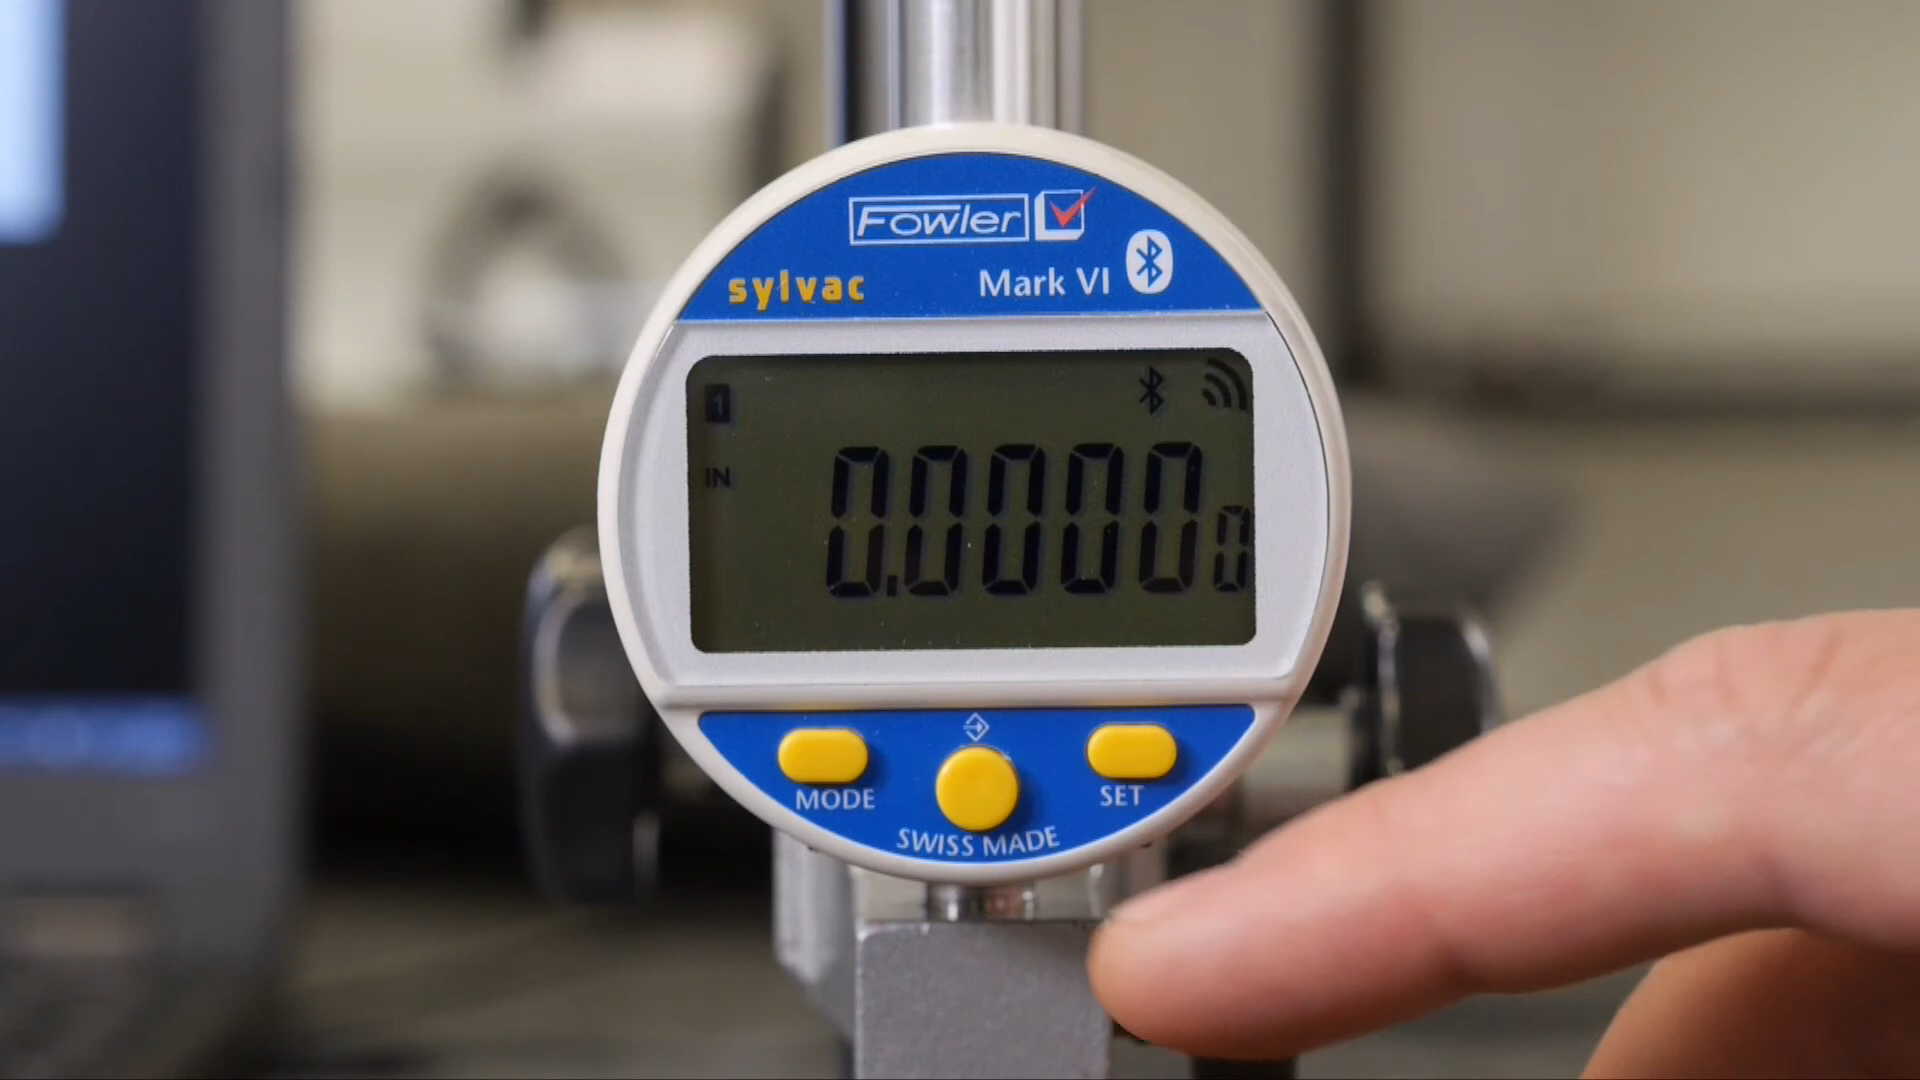 Fowler
sylvac Mark VI
1
IN
0.00000
MODE
SET
SWISS MADE